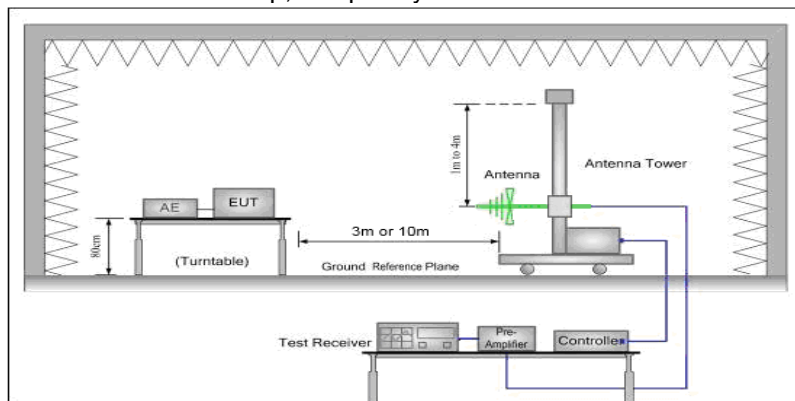 1m to 4m
Antenna
Antenna Tower
AE
EUT
3m or 10m
80cm
(Turntable)
Ground Reference Plane
Test Receiver
Pre-
Amplifier
Controller